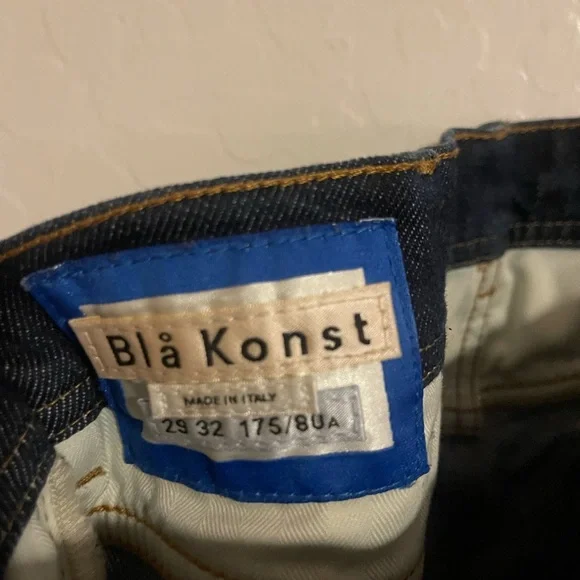 Blå Konst
MADE IN ITALY
29 32 175/80A